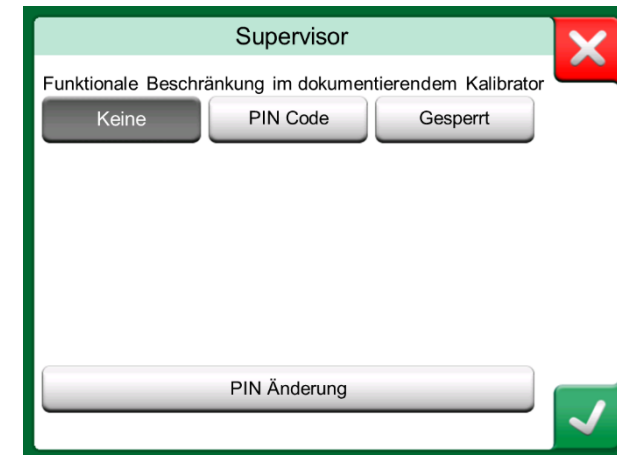 Supervisor
Funktionale Beschränkung im dokumentierendem Kalibrator
Keine PIN Code Gesperrt
PIN Änderung